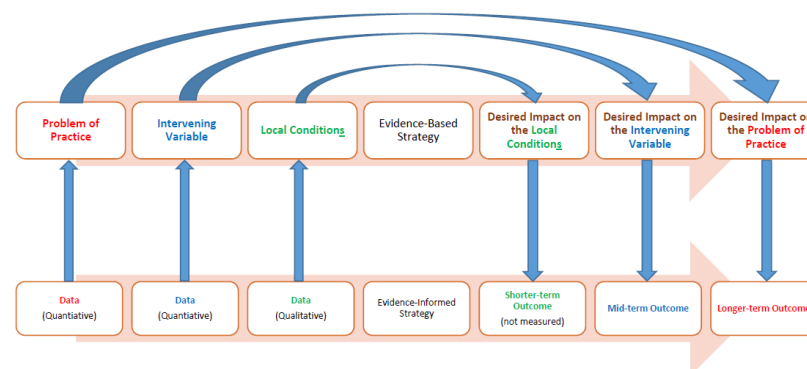 Problem of
Practice
Intervening
Variable
Local Conditions
Evidence-Based
Strategy
Desired Impact on
the Local
Conditions
Desired Impact on
the Intervening
Variable
Desired Impact on
the Problem of
Practice
Data
(Quantiative)
Data
(Quantiative)
Data
(Qualitative)
Evidence-Informed
Strategy
Shorter-term
Outcome
(not measured)
Mid-term Outcome
Longer-term Outcome